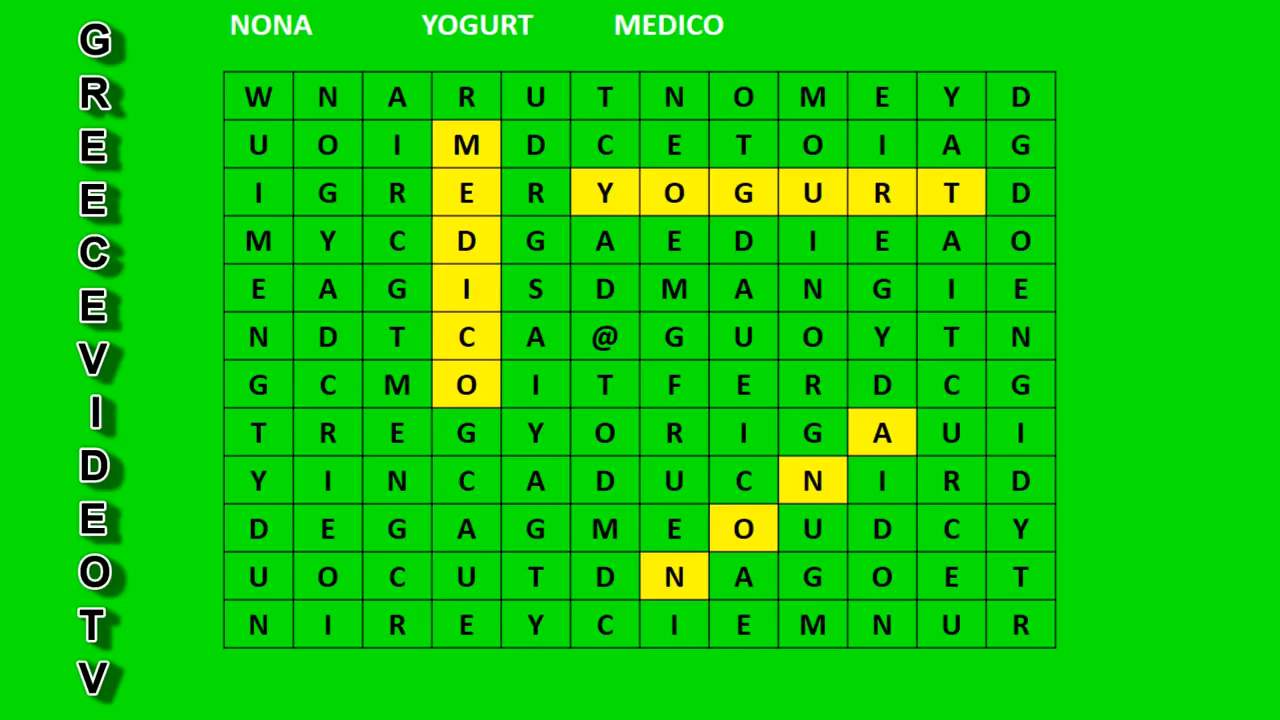 NONA YOGURT MEDICO
GREECEVIDEOTV
W N A R U T N O M E Y D
U O I M D C E T O I A G
I G R E R Y O G U R T D
M Y C D G A E D I E A O
E A G I S D M A N G I E
N D T C A @ G U O Y T N
G C M O I T F E R D C G
T R E G Y O R I G A U I
Y I N C A D U C N I R D
D E G A G M E O U D C Y
U O C U T D N A G O E T
N I R E Y C I E M N U R